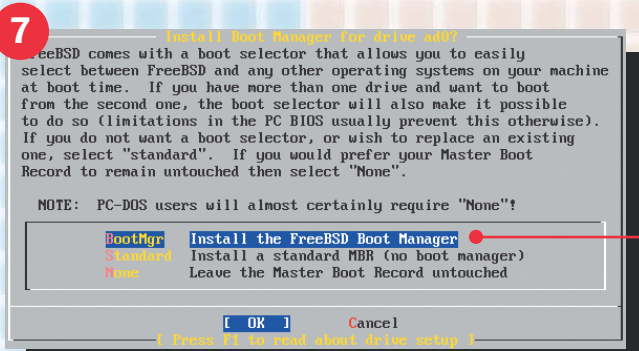 7
Install Boot Manager for drive ad0?
FreeBSD comes with a boot selector that allows you to easily
select between FreeBSD and any other operating systems on your machine
at boot time.  If you have more than one drive and want to boot
from the second one, the boot selector will also make it possible
to do so (limitations in the PC BIOS usually prevent this otherwise).
If you do not want a boot selector, or wish to replace an existing
one, select "standard".  If you would prefer your Master Boot
Record to remain untouched then select "None".
NOTE:  PC-DOS users will almost certainly require "None"!
BootMgr   Install the FreeBSD Boot Manager
Standard  Install a standard MBR (no boot manager)
None      Leave the Master Boot Record untouched
[  OK  ]      Cancel
[ Press F1 to read about drive setup ]